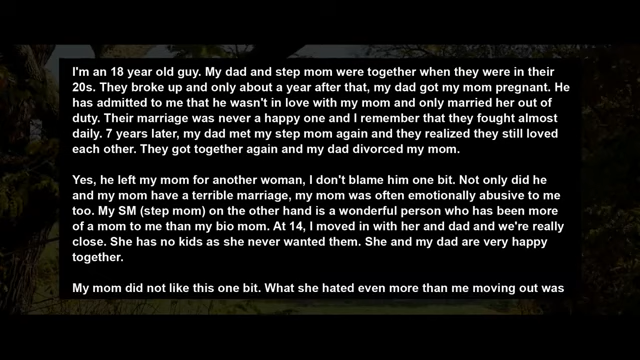 I'm an 18 year old guy. My dad and step mom were together when they were in their
20s. They broke up and only about a year after that, my dad got my mom pregnant. He
has admitted to me that he wasn't in love with my mom and only married her out of
duty. Their marriage was never a happy one and I remember that they fought almost
daily. 7 years later, my dad met my step mom again and they realized they still loved
each other. They got together again and my dad divorced my mom.
Yes, he left my mom for another woman, I don't blame him one bit. Not only did he
and my mom have a terrible marriage, my mom was often emotionally abusive to me
too. My SM (step mom) on the other hand is a wonderful person who has been more
of a mom to me than my bio mom. At 14, I moved in with her and dad and we're really
close. She has no kids as she never wanted them. She and my dad are very happy
together.
My mom did not like this one bit. What she hated even more than me moving out was